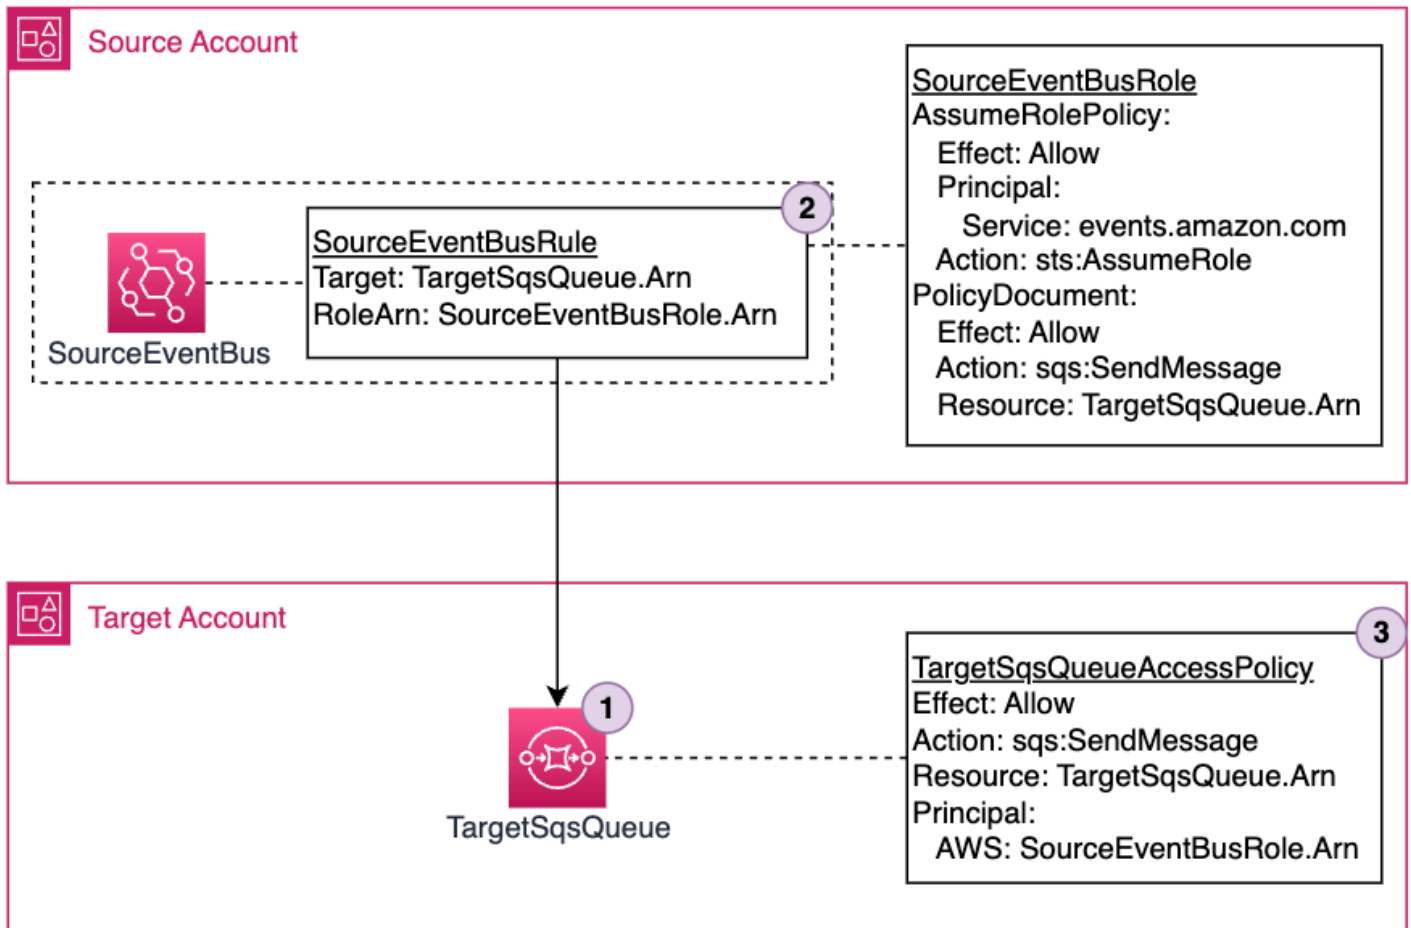 Source Account
SourceEventBusRole
AssumeRolePolicy:
Effect: Allow
Principal:
Service: events.amazon.com
Action: sts:AssumeRole
PolicyDocument:
Effect: Allow
Action: sqs:SendMessage
Resource: TargetSqsQueue.Arn
2
SourceEventBusRule
Target: TargetSqsQueue.Arn
RoleArn: SourceEventBusRole.Arn
SourceEventBus
Target Account
3
TargetSqsQueueAccessPolicy
Effect: Allow
Action: sqs:SendMessage
Resource: TargetSqsQueue.Arn
Principal:
AWS: SourceEventBusRole.Arn
1
TargetSqsQueue